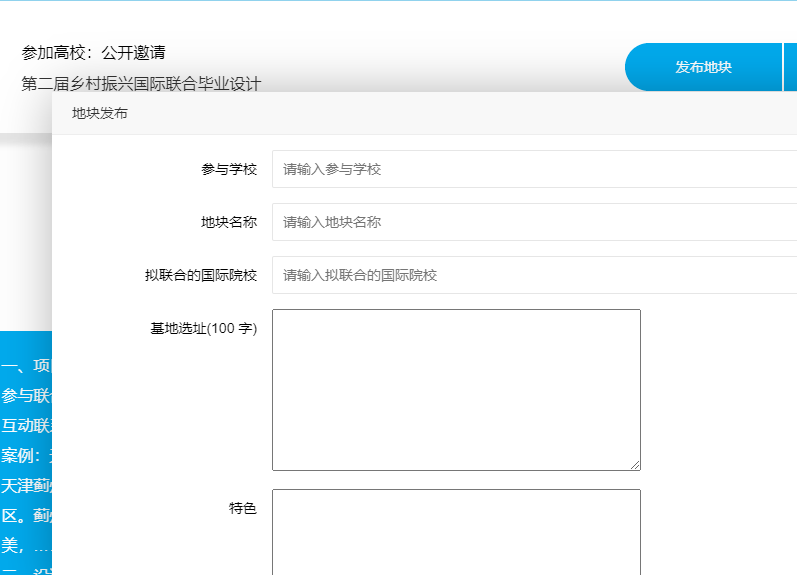 参加高校：公开邀请
第二届乡村振兴国际联合毕业设计
发布地块
地块发布
参与学校
请输入参与学校
地块名称
请输入地块名称
拟联合的国际院校
请输入拟联合的国际院校
基地选址(100 字)
特色
一、项
参与联
互动联
案例：
天津蓟
区。蓟
美，...
二、设